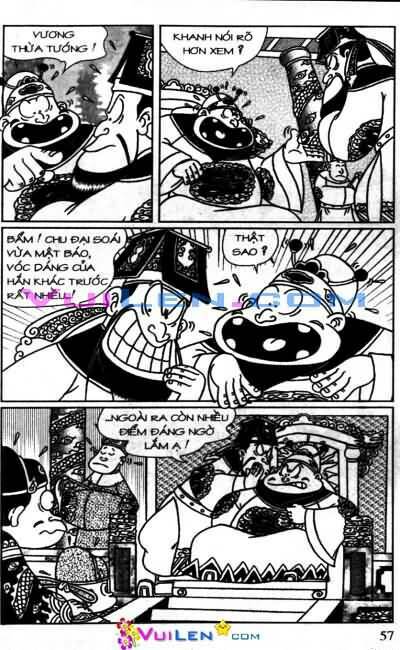 VƯƠNG
THỪA TƯỚNG !
KHANH NÓI RÕ
HƠN XEM ?
BẨM ! CHU ĐẠI SOÁI
VỪA MẬT BÁO,
VÓC DÁNG CỦA
HẮN KHÁC TRƯỚC
RẤT NHIỀU !
THẬT
SAO ?
VUILEN.COM
...NGOÀI RA CÒN NHIỀU
ĐIỂM ĐÁNG NGỜ
LẮM Ạ !
VUILEN.COM
57